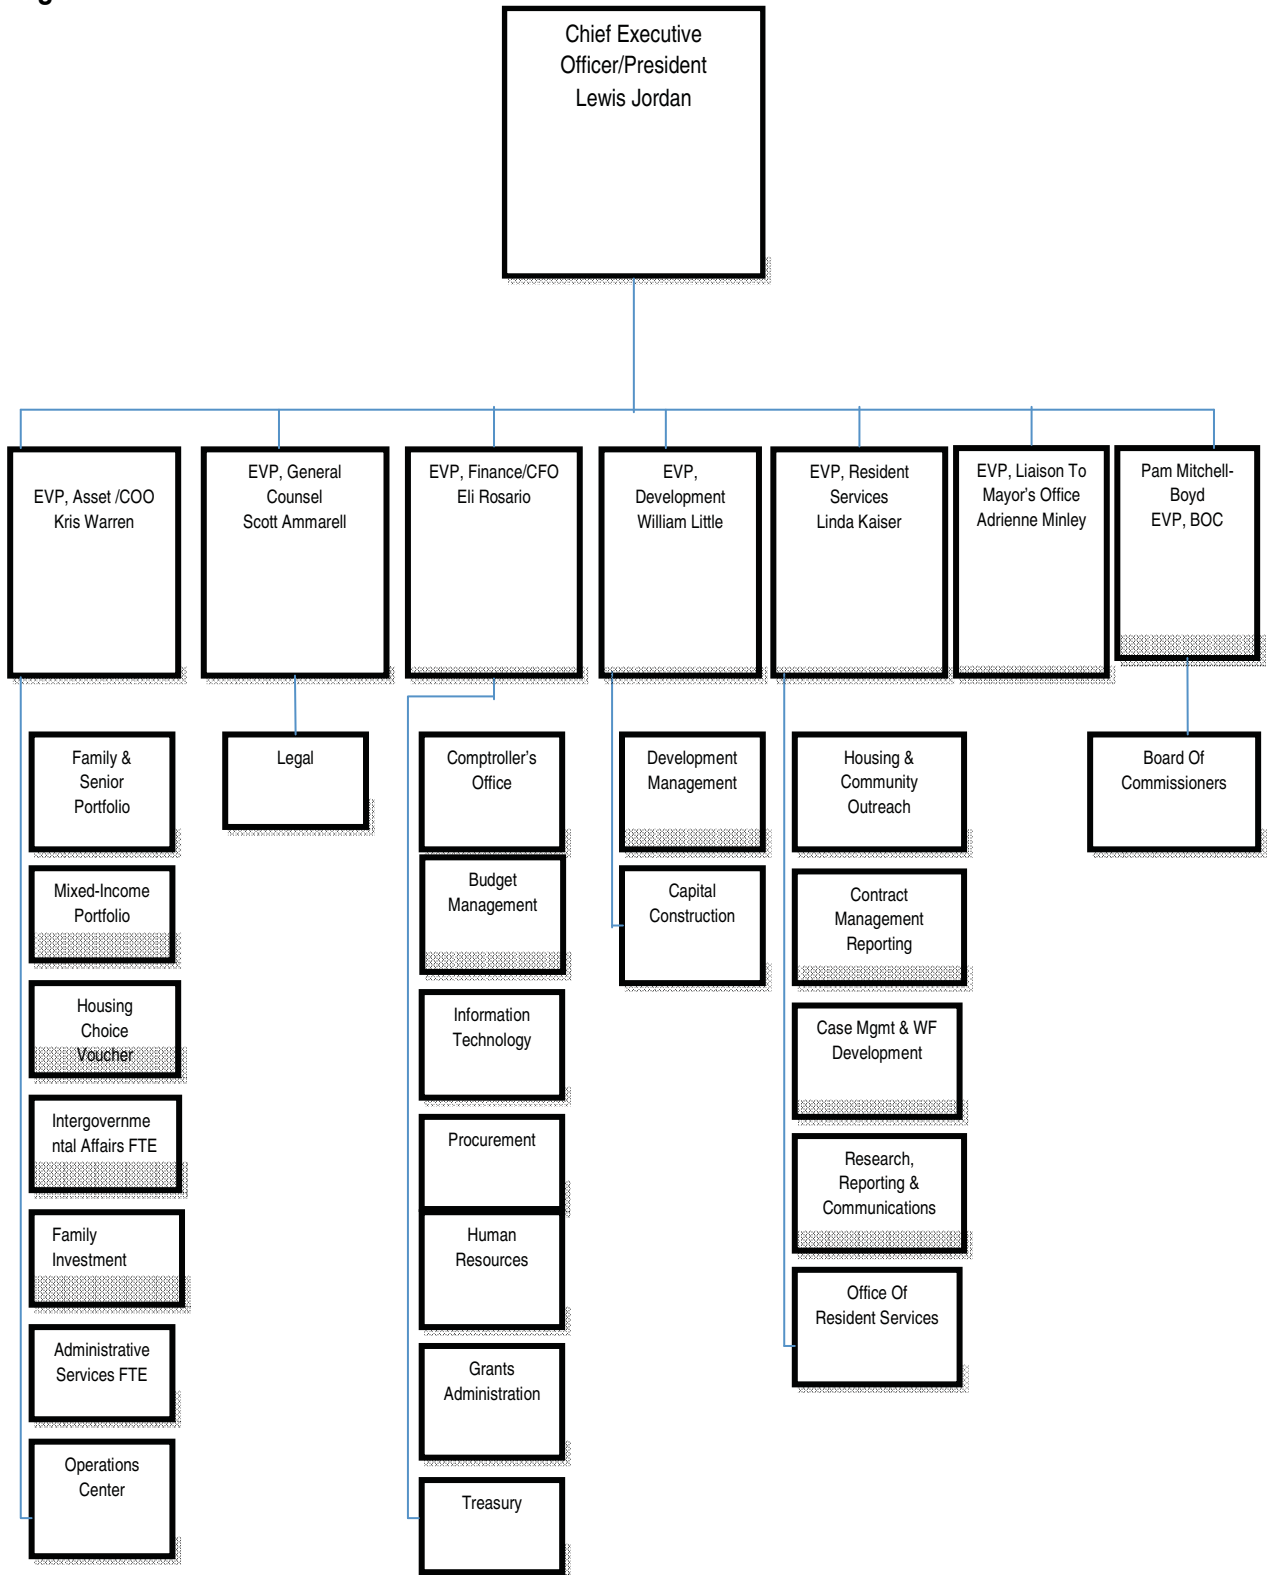 Chief Executive
Officer/President
Lewis Jordan
EVP, Asset /COO
Kris Warren
EVP, General
Counsel
Scott Ammarell
EVP, Finance/CFO
Eli Rosario
EVP,
Development
William Little
EVP, Resident
Services
Linda Kaiser
EVP, Liaison To
Mayor's Office
Adrienne Minley
Pam Mitchell-
Boyd
EVP, BOC
Family &
Senior
Portfolio
Mixed-Income
Portfolio
Housing
Choice
Voucher
Intergovernme
ntal Affairs FTE
Family
Investment
Administrative
Services FTE
Operations
Center
Legal
Comptroller's
Office
Budget
Management
Information
Technology
Procurement
Human
Resources
Grants
Administration
Treasury
Development
Management
Capital
Construction
Housing &
Community
Outreach
Contract
Management
Reporting
Case Mgmt & WF
Development
Research,
Reporting &
Communications
Office Of
Resident Services
Board Of
Commissioners